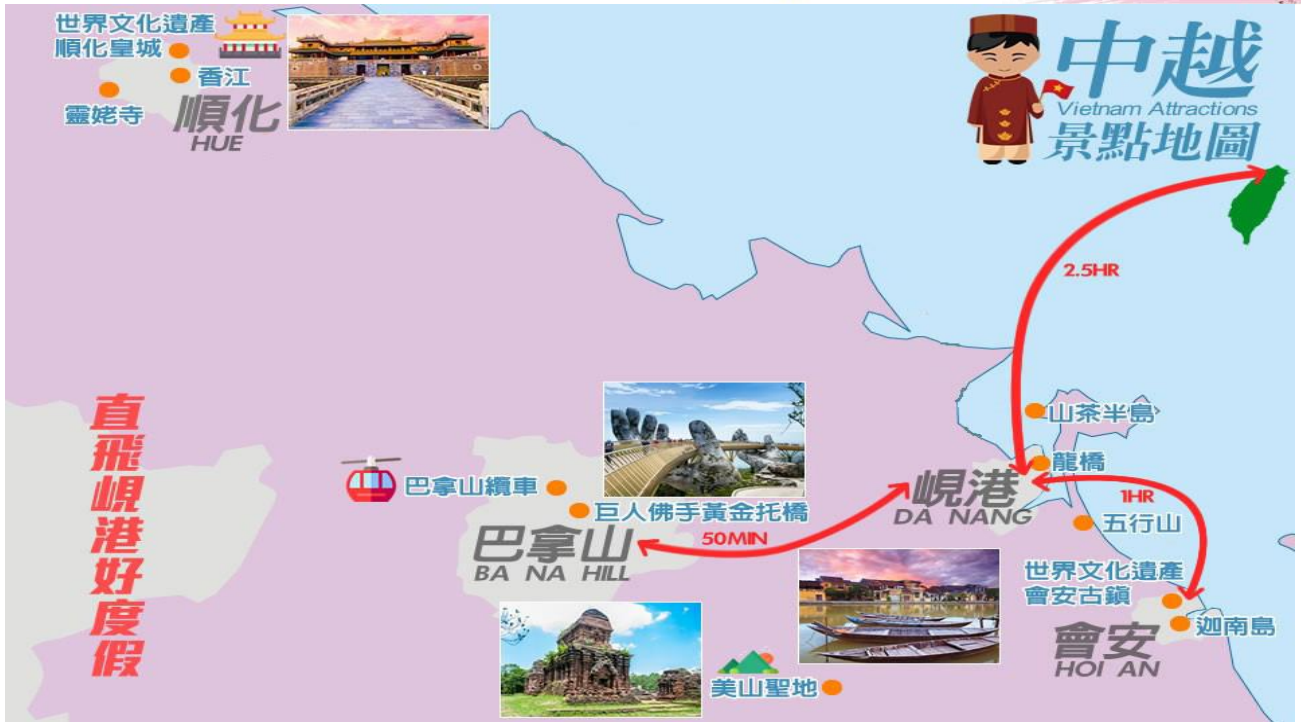 世界文化遺產
順化皇城
香江
靈姥寺
順化
HUE
中越
Vietnam Attractions
景點地圖
2.5HR
直飛峴港好度假
山茶半島
龍橋
峴港
DA NANG
1HR
五行山
巴拿山纜車
巨人佛手黃金托橋
巴拿山
BA NA HILL
50MIN
世界文化遺產
會安古鎮
迦南島
會安
HOI AN
美山聖地